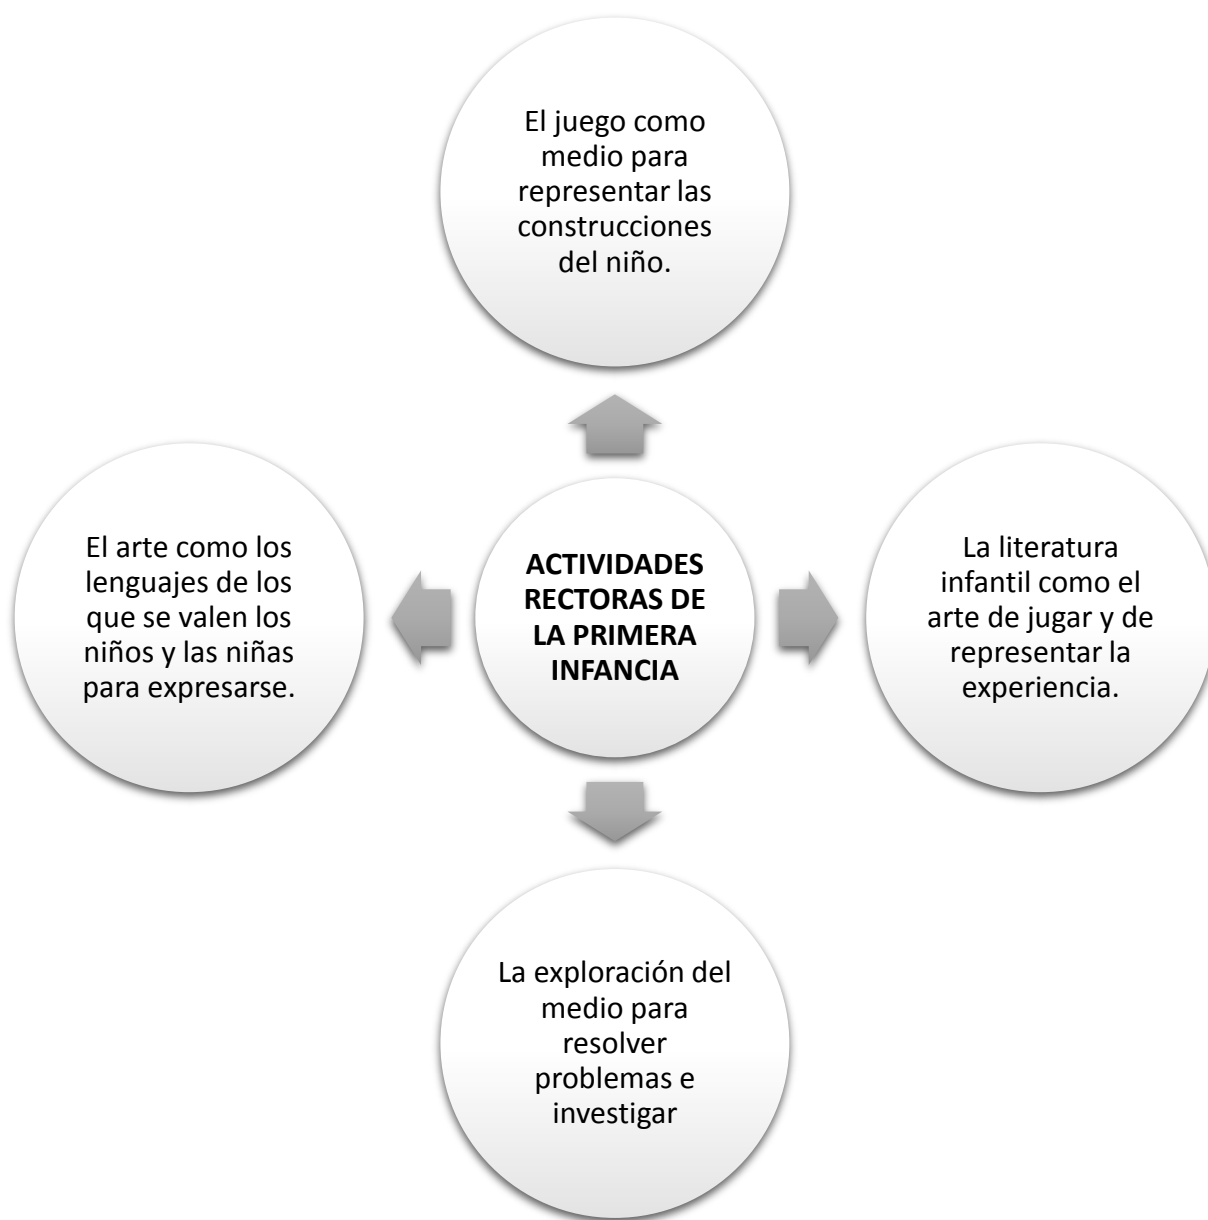 El juego como
medio para
representar las
construcciones
del niño.
El arte como los
lenguajes de los
que se valen los
niños y las niñas
para expresarse.
ACTIVIDADES
RECTORAS DE
LA PRIMERA
INFANCIA
La literatura
infantil como el
arte de jugar y de
representar la
experiencia.
La exploración del
medio para
resolver
problemas e
investigar